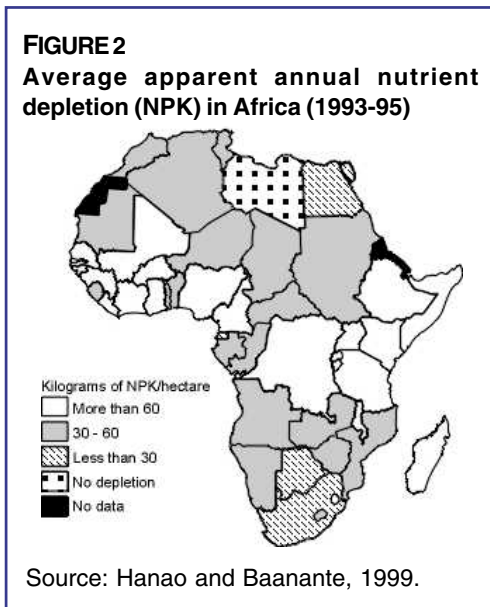 FIGURE 2
Average apparent annual nutrient
depletion (NPK) in Africa (1993-95)
Kilograms of NPK/hectare
More than 60
30 - 60
Less than 30
No depletion
No data
Source: Hanao and Baanante, 1999.